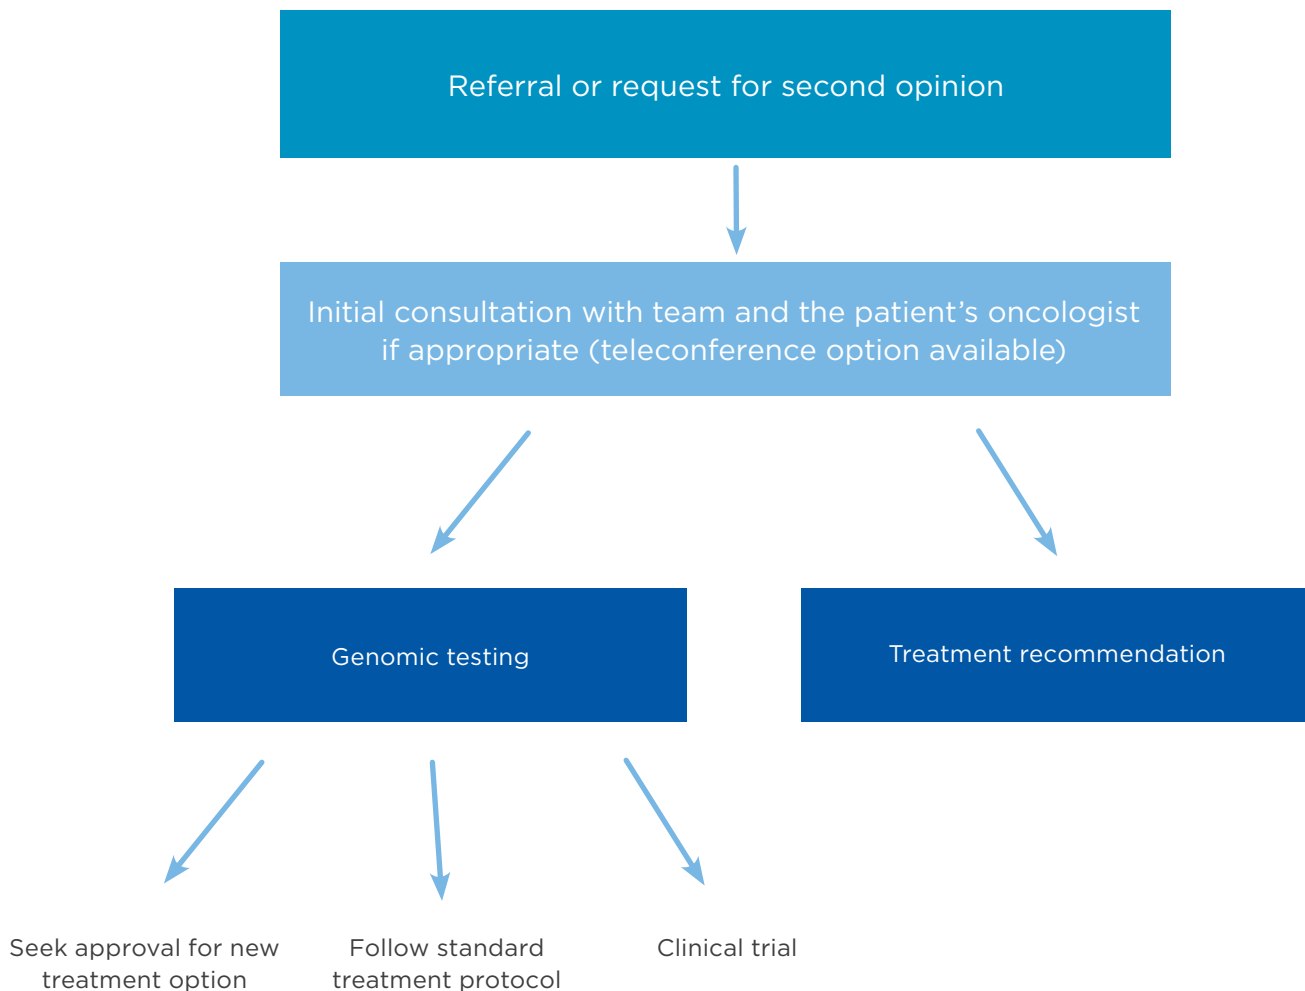 Referral or request for second opinion
Initial consultation with team and the patient’s oncologist
if appropriate (teleconference option available)
Genomic testing
Treatment recommendation
Seek approval for new
treatment option
Follow standard
treatment protocol
Clinical trial